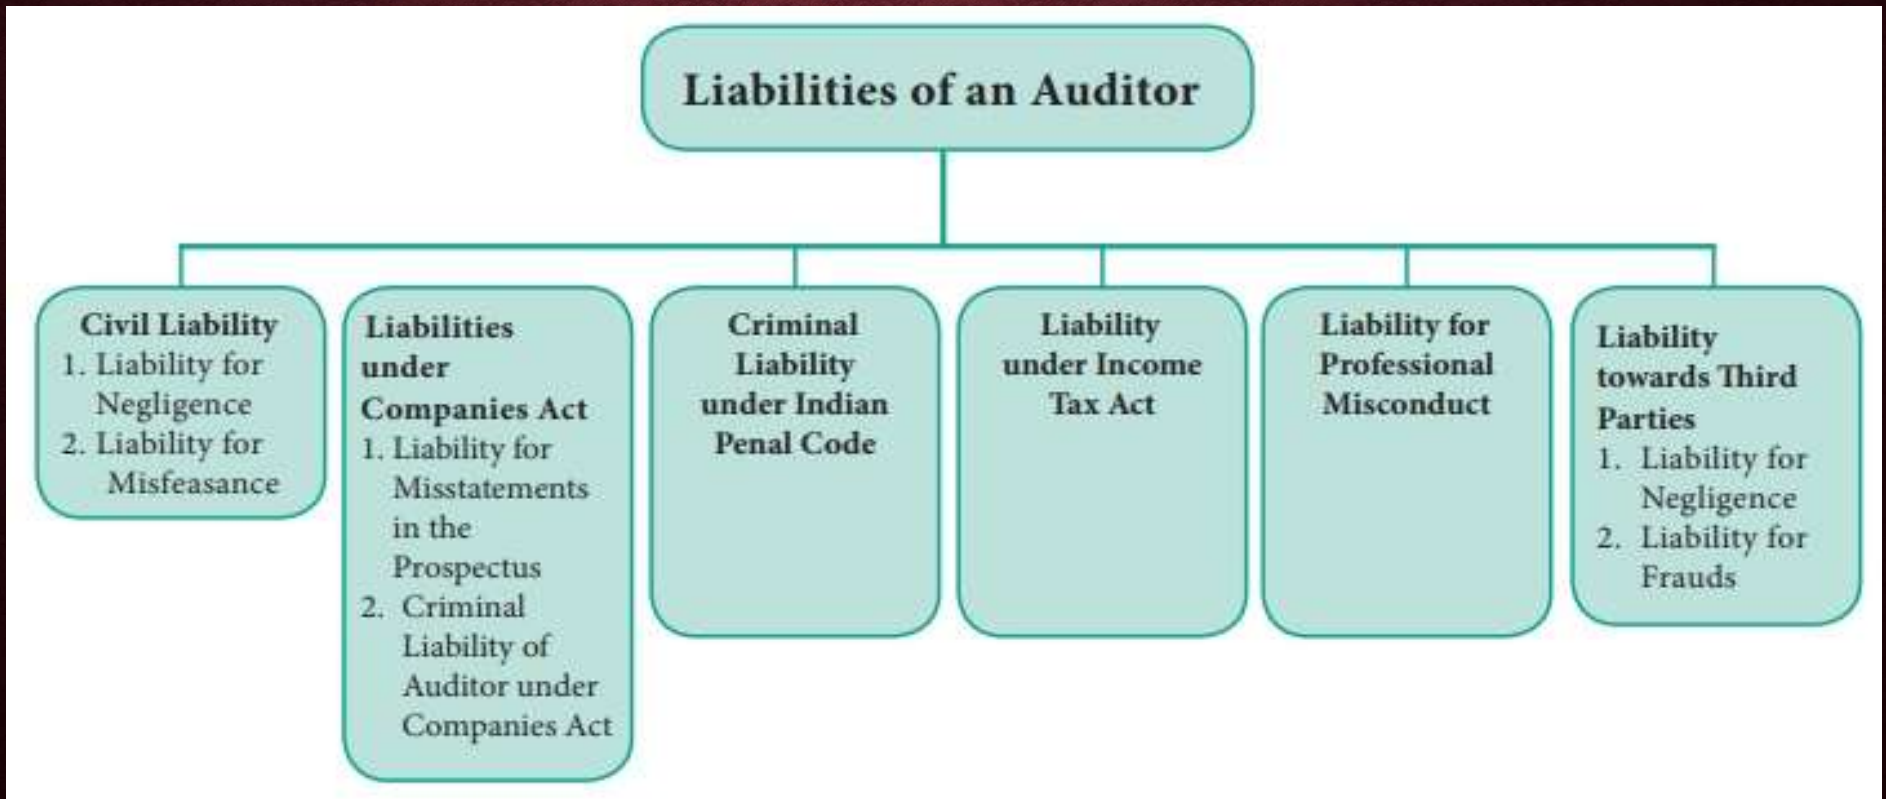 Liabilities of an Auditor
Civil Liability
1. Liability for
Negligence
2. Liability for
Misfeasance
Liabilities
under
Companies Act
1. Liability for
Misstatements
in the
Prospectus
2. Criminal
Liability of
Auditor under
Companies Act
Criminal
Liability
under Indian
Penal Code
Liability
under Income
Tax Act
Liability for
Professional
Misconduct
Liability
towards Third
Parties
1. Liability for
Negligence
2. Liability for
Frauds